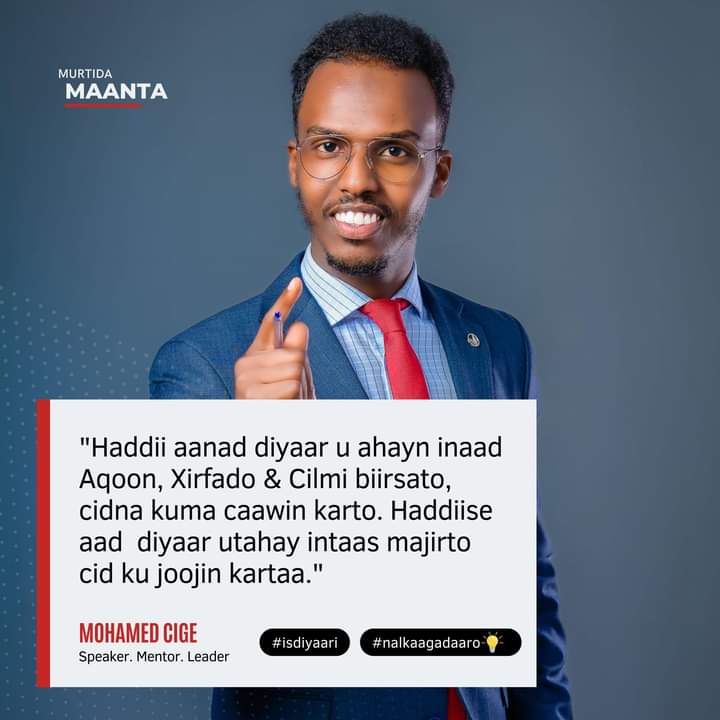 MURTIDA
MAANTA
"Haddii aanad diyaar u ahayn inaad
Aqoon, Xirfado & Cilmi biirsato,
cidna kuma caawin karto. Haddiise
aad  diyaar utahay intaas majirto
cid ku joojin kartaa."
MOHAMED CIGE
Speaker. Mentor. Leader
#isdiyaari
#nalkaagadaaro💡